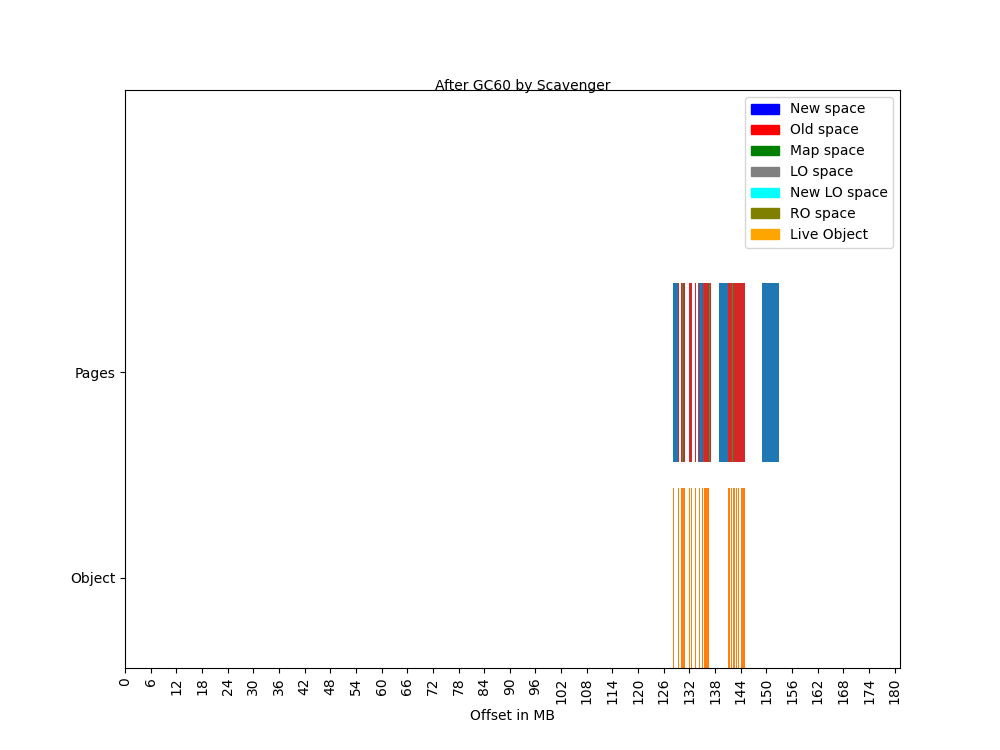 After GC60 by Scavenger
New space
Old space
Map space
LO space
New LO space
RO space
Live Object
Pages
Object
0 6 12 18 24 30 36 42 48 54 60 66 72 78 84 90 96 102 108 114 120 126 132 138 144 150 156 162 168 174 180
Offset in MB